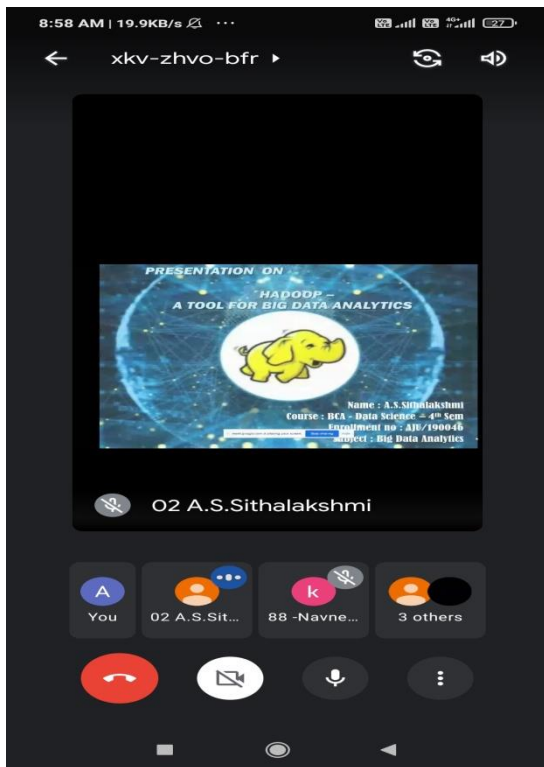 8:58 AM | 19.9KB/s ...
4G+
27
xkv-zhvo-bfr
PRESENTATION ON
HADOOP –
A TOOL FOR BIG DATA ANALYTICS
Name : A.S.Sithalakshmi
Course : BCA - Data Science – 4th Sem
Enrollment no : AJU/190046
Subject : Big Data Analytics
02 A.S.Sithalakshmi
A
k
You
02 A.S.Sit...
88 -Navne...
3 others